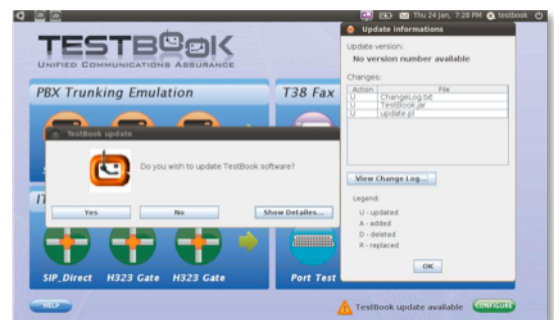 Thu 24 Jan, 7:28 PM testbook
TESTBOOK
UNIFIED COMMUNICATIONS ASSURANCE
PBX Trunking Emulation
T38 Fax
TestBook update
Do you wish to update TestBook software?
Yes
No
Show Detailes...
SIP_Direct
H323 Gate
H323 Gate
Port Test
HELP
TestBook update available
CONFIGURE
Update informations
Update version:
No version number available
Changes:
Action File
U ChangeLog.txt
U TestBook.jar
U update.pl
View Change Log...
Legend:
U - updated
A - added
D - deleted
R - replaced
OK